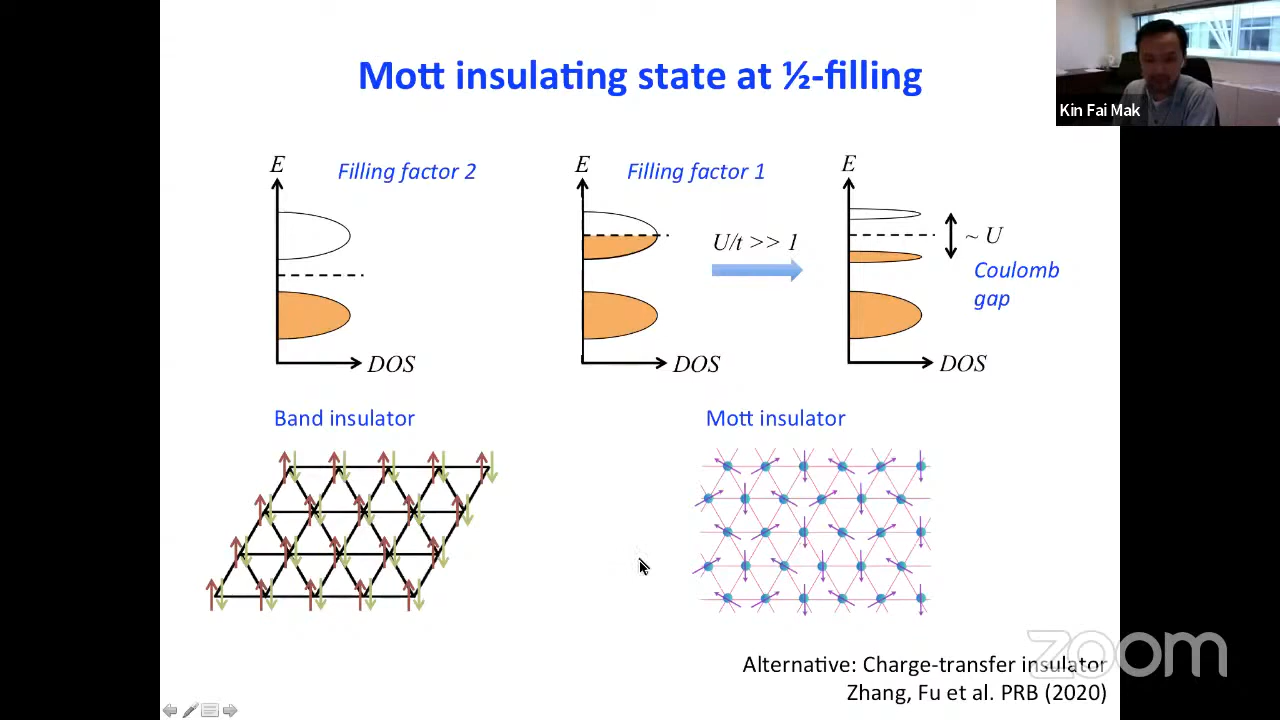 Mott insulating state at ½-filling
Kin Fai Mak
E
Filling factor 2
DOS
E
Filling factor 1
U/t >> 1
DOS
E
~ U
Coulomb
gap
DOS
Band insulator
Mott insulator
Alternative: Charge-transfer insulator
Zhang, Fu et al. PRB (2020)
zoom